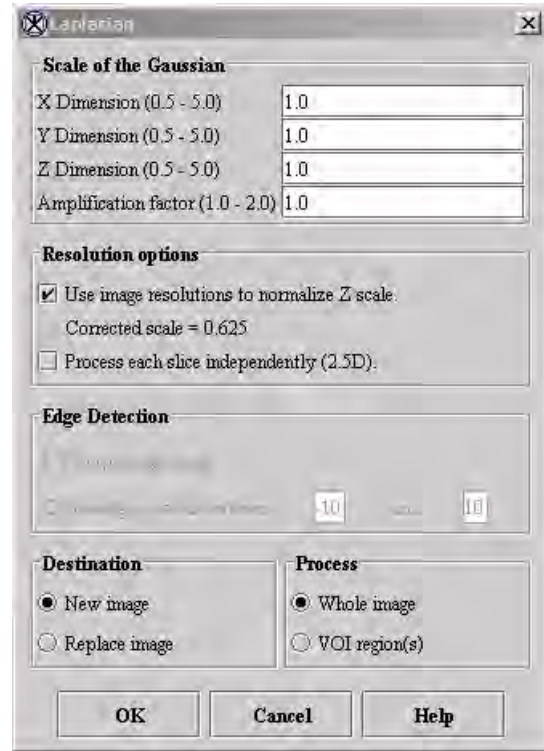 Laplacian
Scale of the Gaussian
X Dimension (0.5 - 5.0) 1.0
Y Dimension (0.5 - 5.0) 1.0
Z Dimension (0.5 - 5.0) 1.0
Amplification factor (1.0 - 2.0) 1.0
Resolution options
Use image resolutions to normalize Z scale.
Corrected scale = 0.625
Process each slice independently (2.5D).
Edge Detection
10
Destination
New image
Replace image
Process
Whole image
VOI region(s)
OK Cancel Help